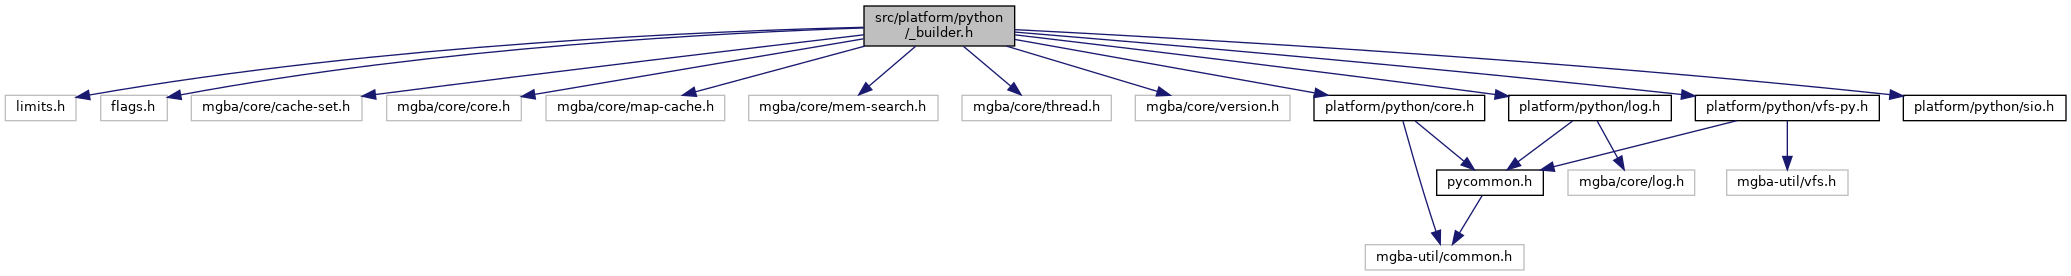 src/platform/python
/_builder.h
limits.h
flags.h
mgba/core/cache-set.h
mgba/core/core.h
mgba/core/map-cache.h
mgba/core/mem-search.h
mgba/core/thread.h
mgba/core/version.h
platform/python/core.h
platform/python/log.h
platform/python/vfs-py.h
platform/python/sio.h
pycommon.h
mgba/core/log.h
mgba-util/vfs.h
mgba-util/common.h